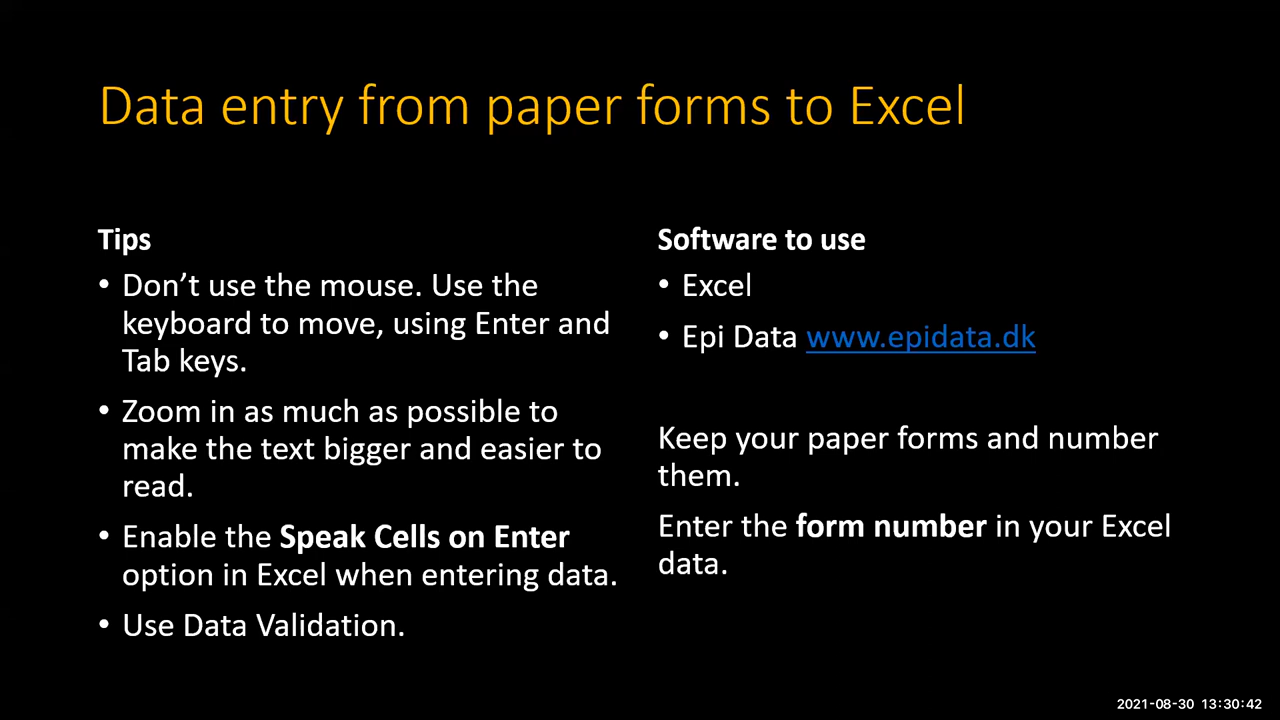 Data entry from paper forms to Excel
Tips
• Don’t use the mouse. Use the
keyboard to move, using Enter and
Tab keys.
• Zoom in as much as possible to
make the text bigger and easier to
read.
• Enable the Speak Cells on Enter
option in Excel when entering data.
• Use Data Validation.
Software to use
• Excel
• Epi Data www.epidata.dk
Keep your paper forms and number
them.
Enter the form number in your Excel
data.
2021-08-30 13:30:42